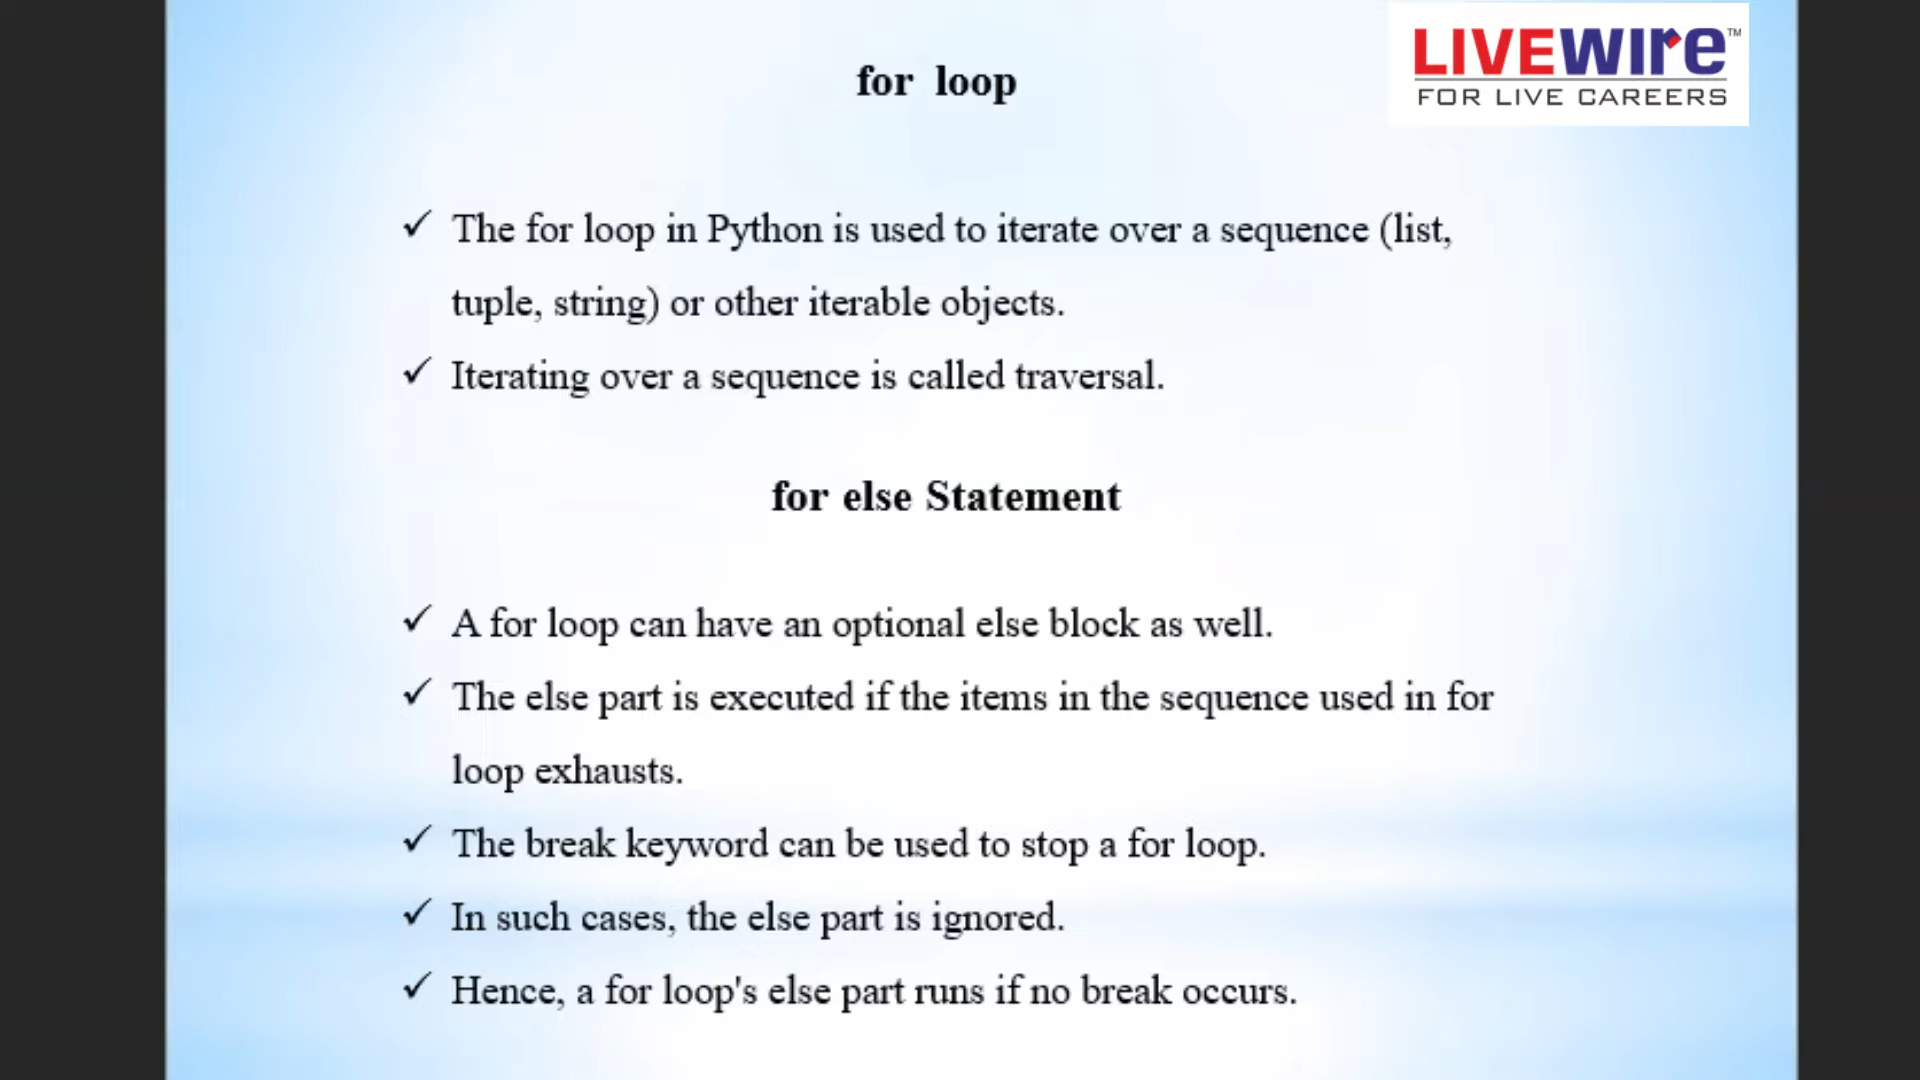 LIVEWIRE™
FOR LIVE CAREERS
for loop
✓ The for loop in Python is used to iterate over a sequence (list,
tuple, string) or other iterable objects.
✓ Iterating over a sequence is called traversal.
for else Statement
✓ A for loop can have an optional else block as well.
✓ The else part is executed if the items in the sequence used in for
loop exhausts.
✓ The break keyword can be used to stop a for loop.
✓ In such cases, the else part is ignored.
✓ Hence, a for loop's else part runs if no break occurs.